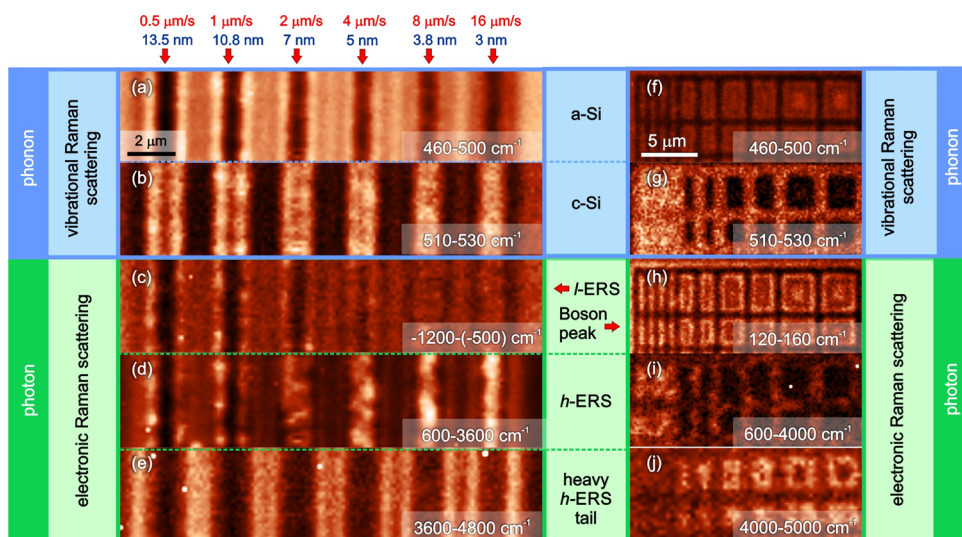 0.5 μm/s 1 μm/s 2 μm/s 4 μm/s 8 μm/s 16 μm/s
13.5 nm 10.8 nm 7 nm 5 nm 3.8 nm 3 nm
phonon
vibrational Raman
scattering
(a)
2 μm
460-500 cm⁻¹
a-Si
(f)
5 μm
460-500 cm⁻¹
vibrational Raman
scattering
phonon
(b)
510-530 cm⁻¹
c-Si
(g)
510-530 cm⁻¹
photon
electronic Raman scattering
(c)
-1200-(-500) cm⁻¹
l-ERS
Boson
peak
(h)
120-160 cm⁻¹
electronic Raman scattering
photon
(d)
600-3600 cm⁻¹
h-ERS
(i)
600-4000 cm⁻¹
(e)
3600-4800 cm⁻¹
heavy
h-ERS
tail
(j)
4000-5000 cm⁻¹